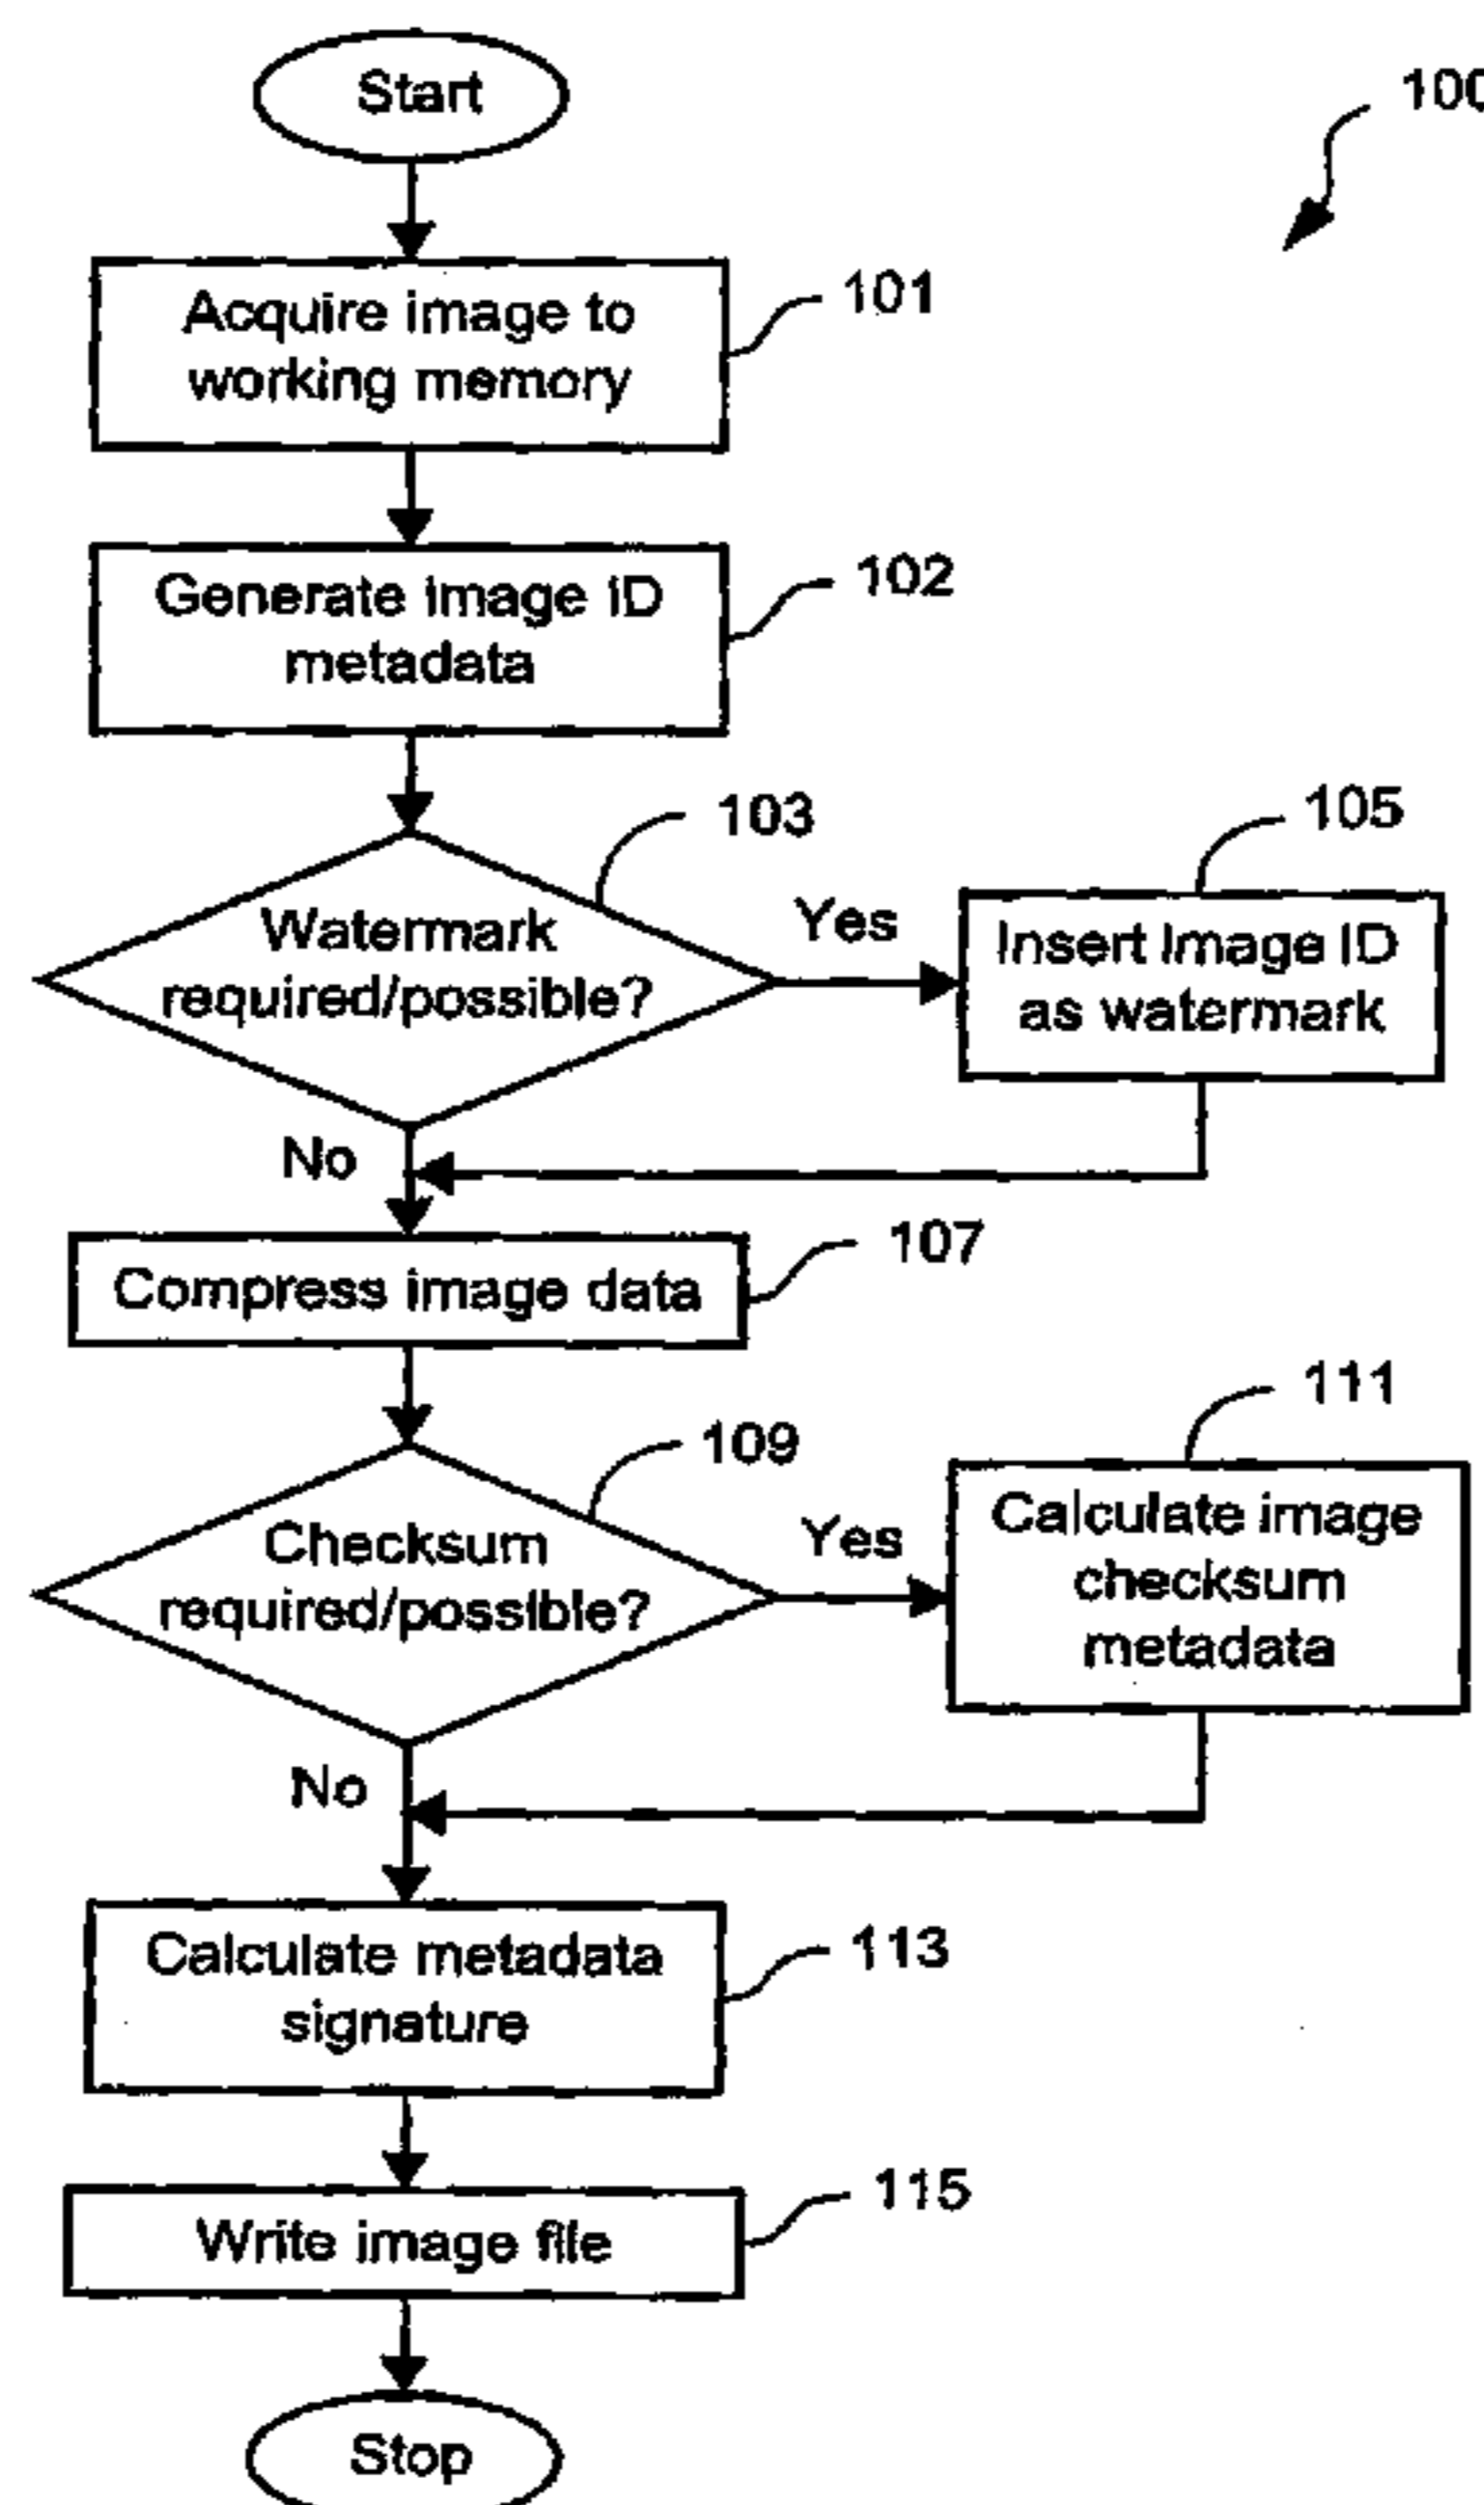 Start
100
Acquire image to
working memory
101
Generate image ID
metadata
102
103
Watermark
required/possible?
Yes
105
Insert image ID
as watermark
No
Compress image data
107
109
Checksum
required/possible?
Yes
111
Calculate image
checksum
metadata
No
Calculate metadata
signature
113
Write image file
115
Stop